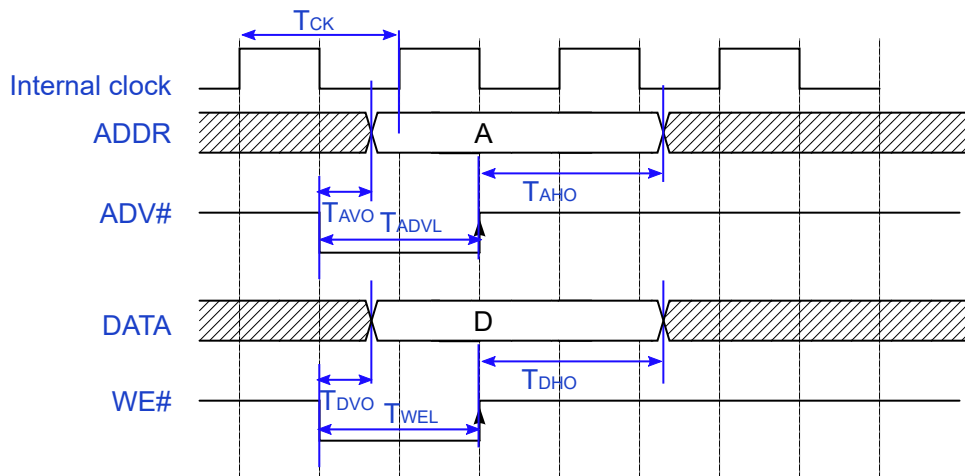 TCK
Internal clock
ADDR
A
TAHO
ADV#
TAVO
TADVL
DATA
D
TDHO
WE#
TDVO
TWEL